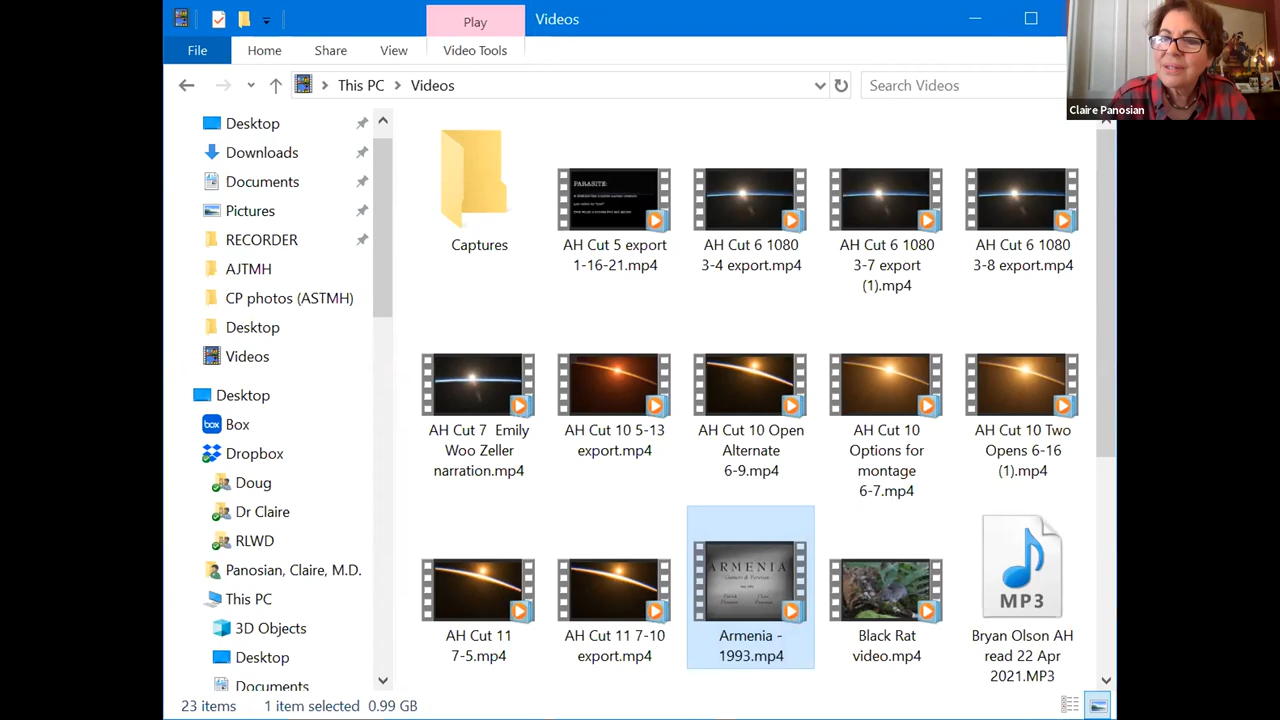 Play
Videos
File
Home
Share
View
Video Tools
This PC
Videos
Search Videos
Claire Panosian
Desktop
Downloads
Documents
Pictures
RECORDER
AJTMH
CP photos (ASTMH)
Desktop
Videos
Desktop
box
Box
Dropbox
Doug
Dr Claire
RLWD
Panosian, Claire, M.D.
This PC
3D Objects
Desktop
Documents
Captures
PARASITE:
AH Cut 5 export
1-16-21.mp4
AH Cut 6 1080
3-4 export.mp4
AH Cut 6 1080
3-7 export
(1).mp4
AH Cut 6 1080
3-8 export.mp4
AH Cut 7 Emily
Woo Zeller
narration.mp4
AH Cut 10 5-13
export.mp4
AH Cut 10 Open
Alternate
6-9.mp4
AH Cut 10
Options for
montage
6-7.mp4
AH Cut 10 Two
Opens 6-16
(1).mp4
AH Cut 11
7-5.mp4
AH Cut 11 7-10
export.mp4
ARMENIA
Armenia -
1993.mp4
Black Rat
video.mp4
MP3
Bryan Olson AH
read 22 Apr
2021.MP3
23 items
1 item selected 0.99 GB